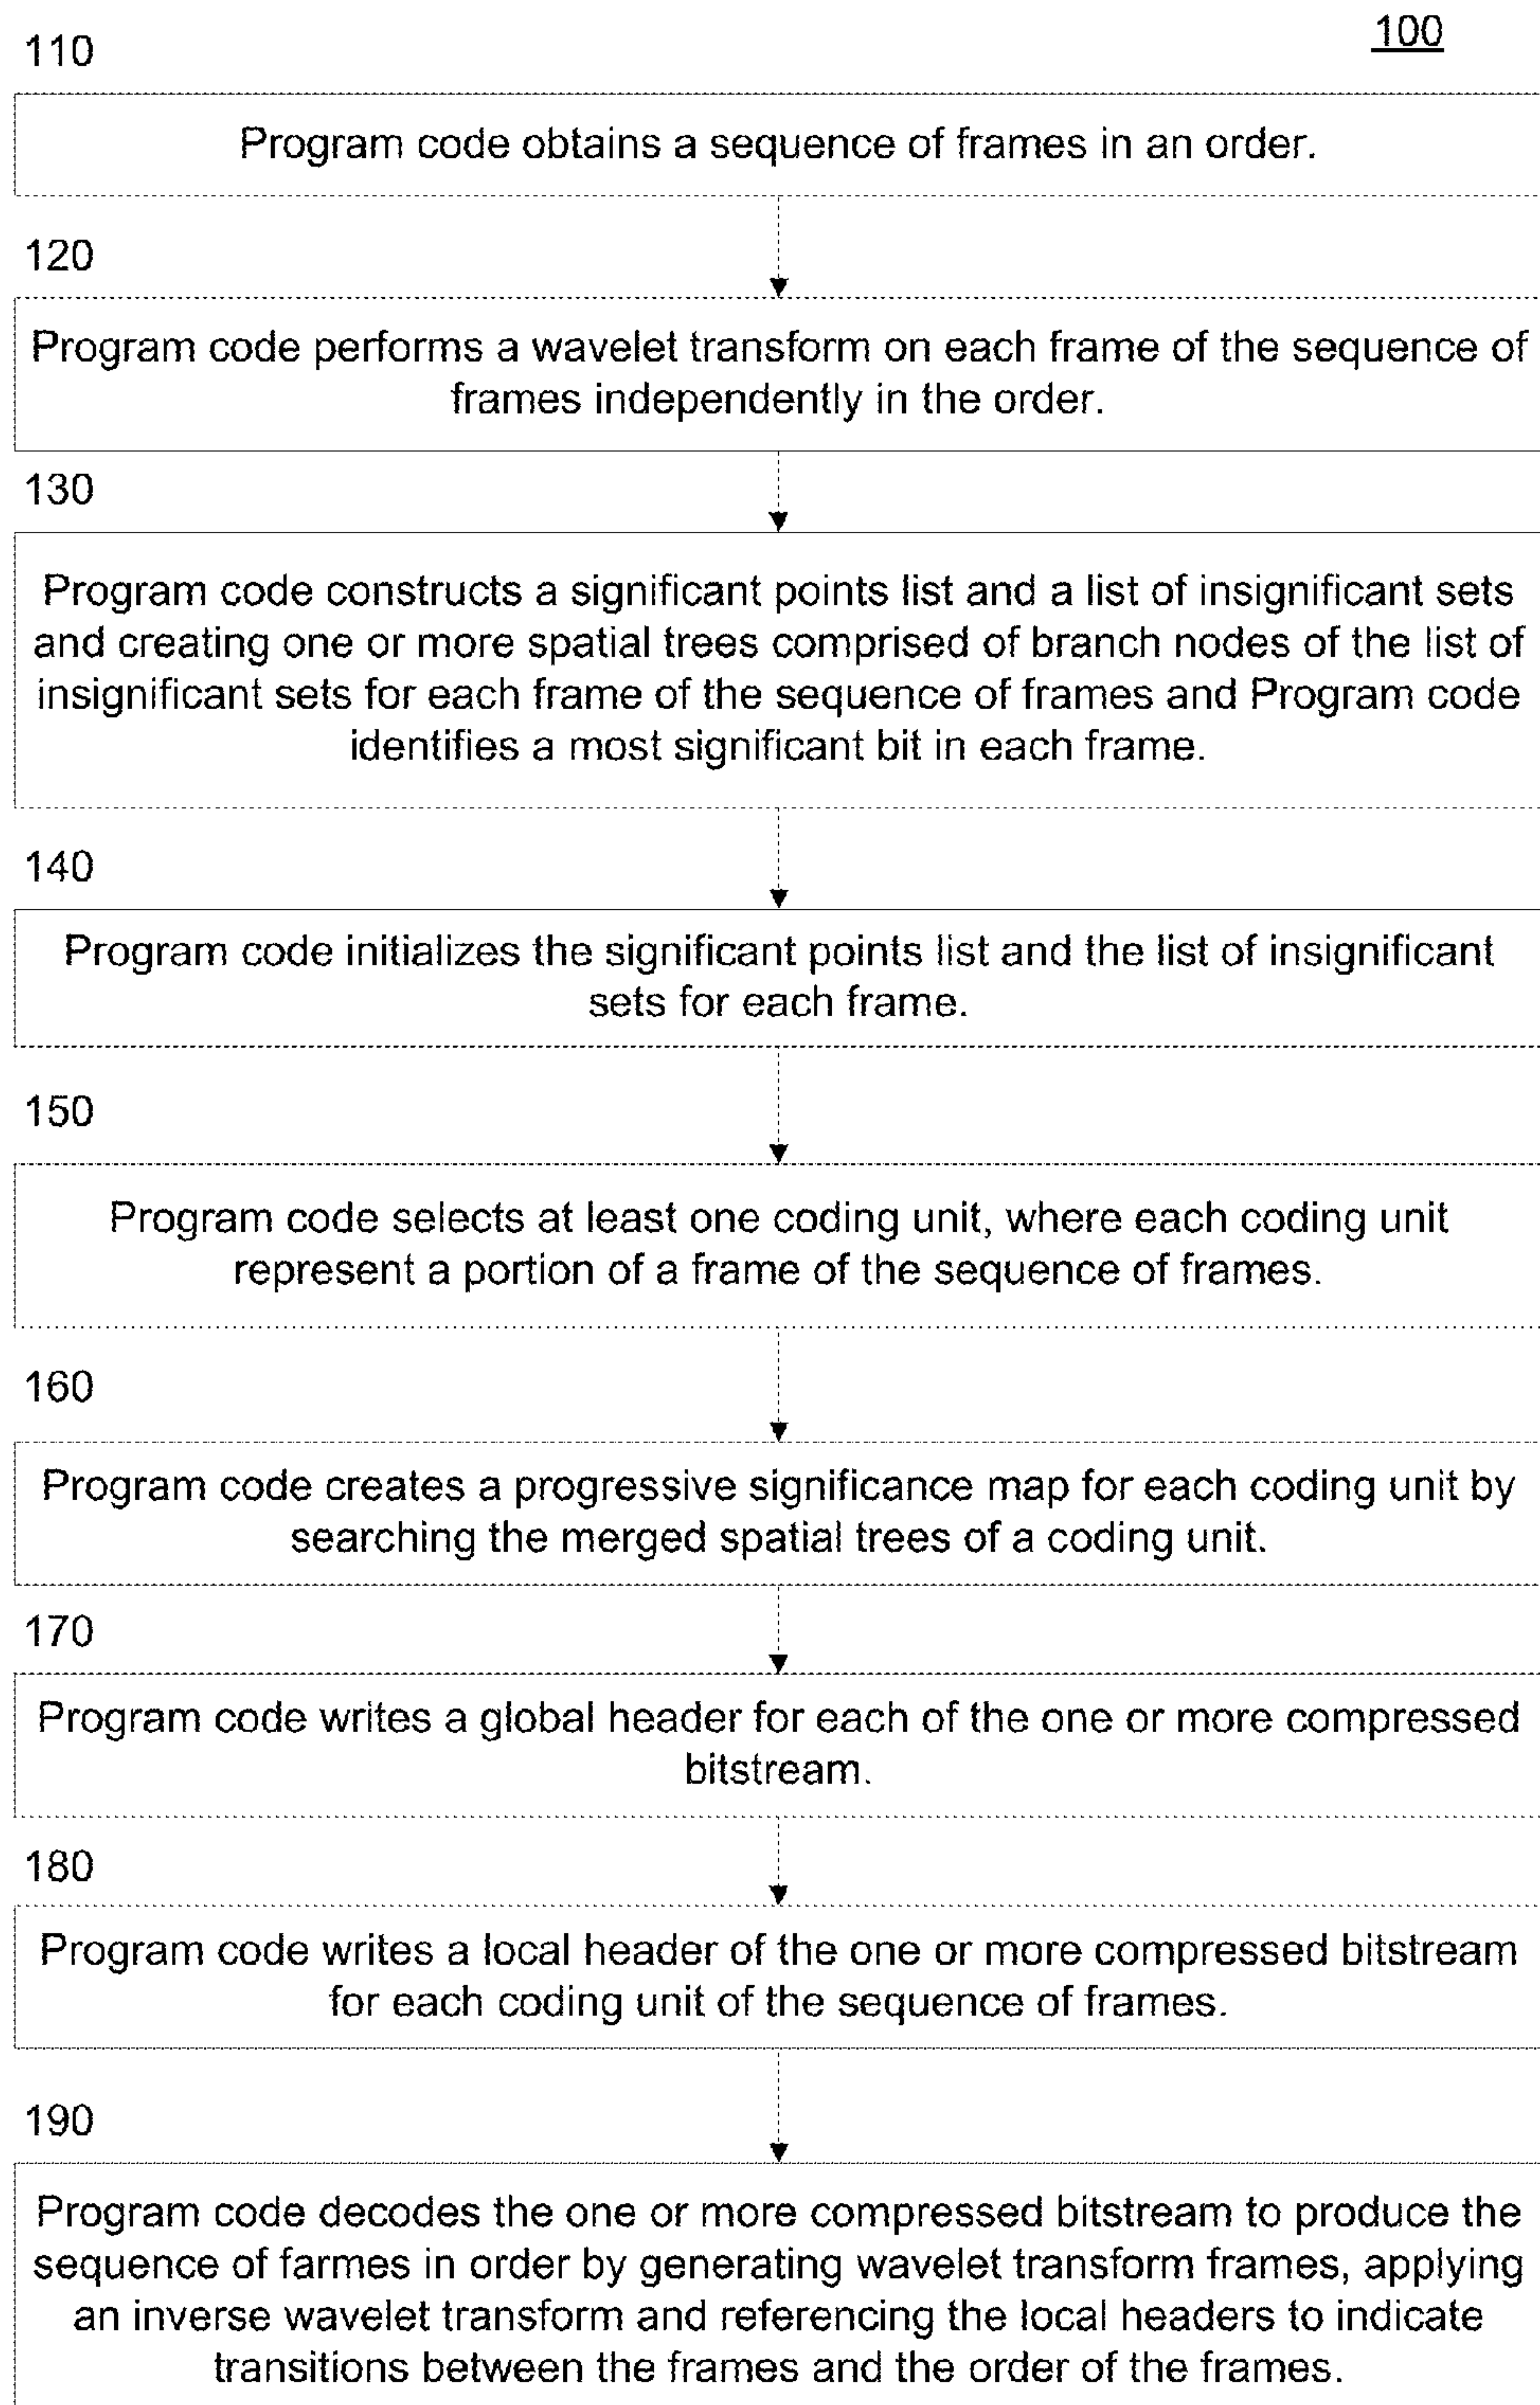 100
110
Program code obtains a sequence of frames in an order.
120
Program code performs a wavelet transform on each frame of the sequence of
frames independently in the order.
130
Program code constructs a significant points list and a list of insignificant sets
and creating one or more spatial trees comprised of branch nodes of the list of
insignificant sets for each frame of the sequence of frames and Program code
identifies a most significant bit in each frame.
140
Program code initializes the significant points list and the list of insignificant
sets for each frame.
150
Program code selects at least one coding unit, where each coding unit
represent a portion of a frame of the sequence of frames.
160
Program code creates a progressive significance map for each coding unit by
searching the merged spatial trees of a coding unit.
170
Program code writes a global header for each of the one or more compressed
bitstream.
180
Program code writes a local header of the one or more compressed bitstream
for each coding unit of the sequence of frames.
190
Program code decodes the one or more compressed bitstream to produce the
sequence of farmes in order by generating wavelet transform frames, applying
an inverse wavelet transform and referencing the local headers to indicate
transitions between the frames and the order of the frames.